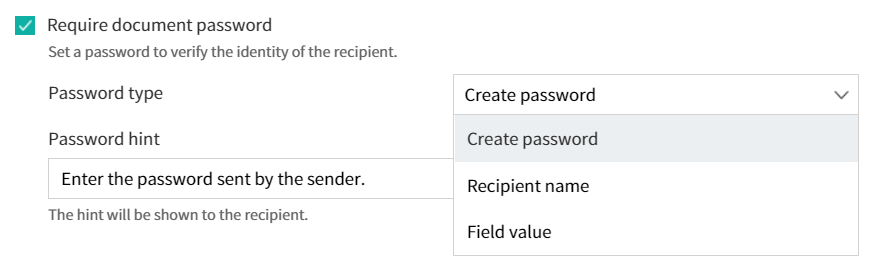 Require document password
Set a password to verify the identity of the recipient.
Password type
Create password
Create password
Password hint
Recipient name
Enter the password sent by the sender.
Field value
The hint will be shown to the recipient.